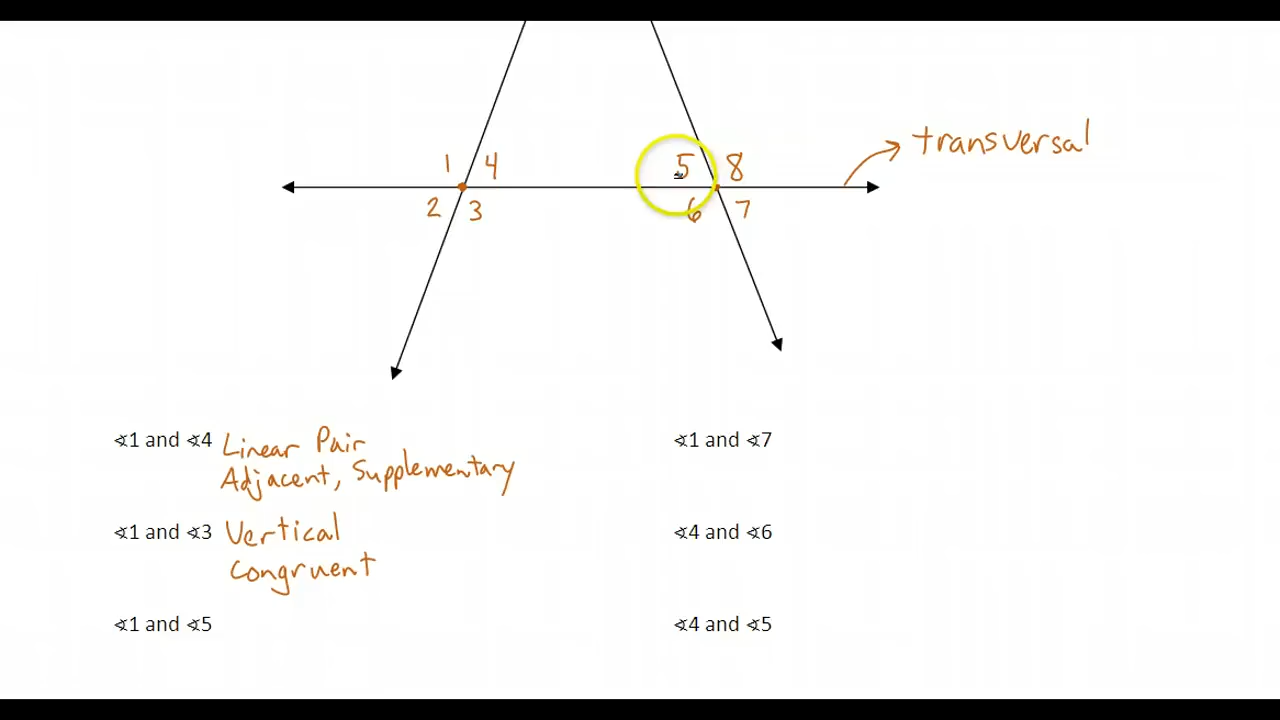 transversal
1 4 5 8
2 3 6 7
∢1 and ∢4 Linear Pair
Adjacent, Supplementary
∢1 and ∢3 Vertical
Congruent
∢1 and ∢5
∢1 and ∢7
∢4 and ∢6
∢4 and ∢5